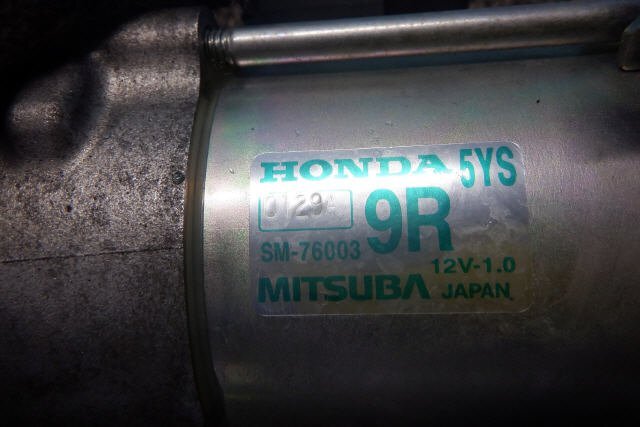 HONDA 5YS
0129A 9R
SM-76003
12V-1.0
MITSUBA JAPAN